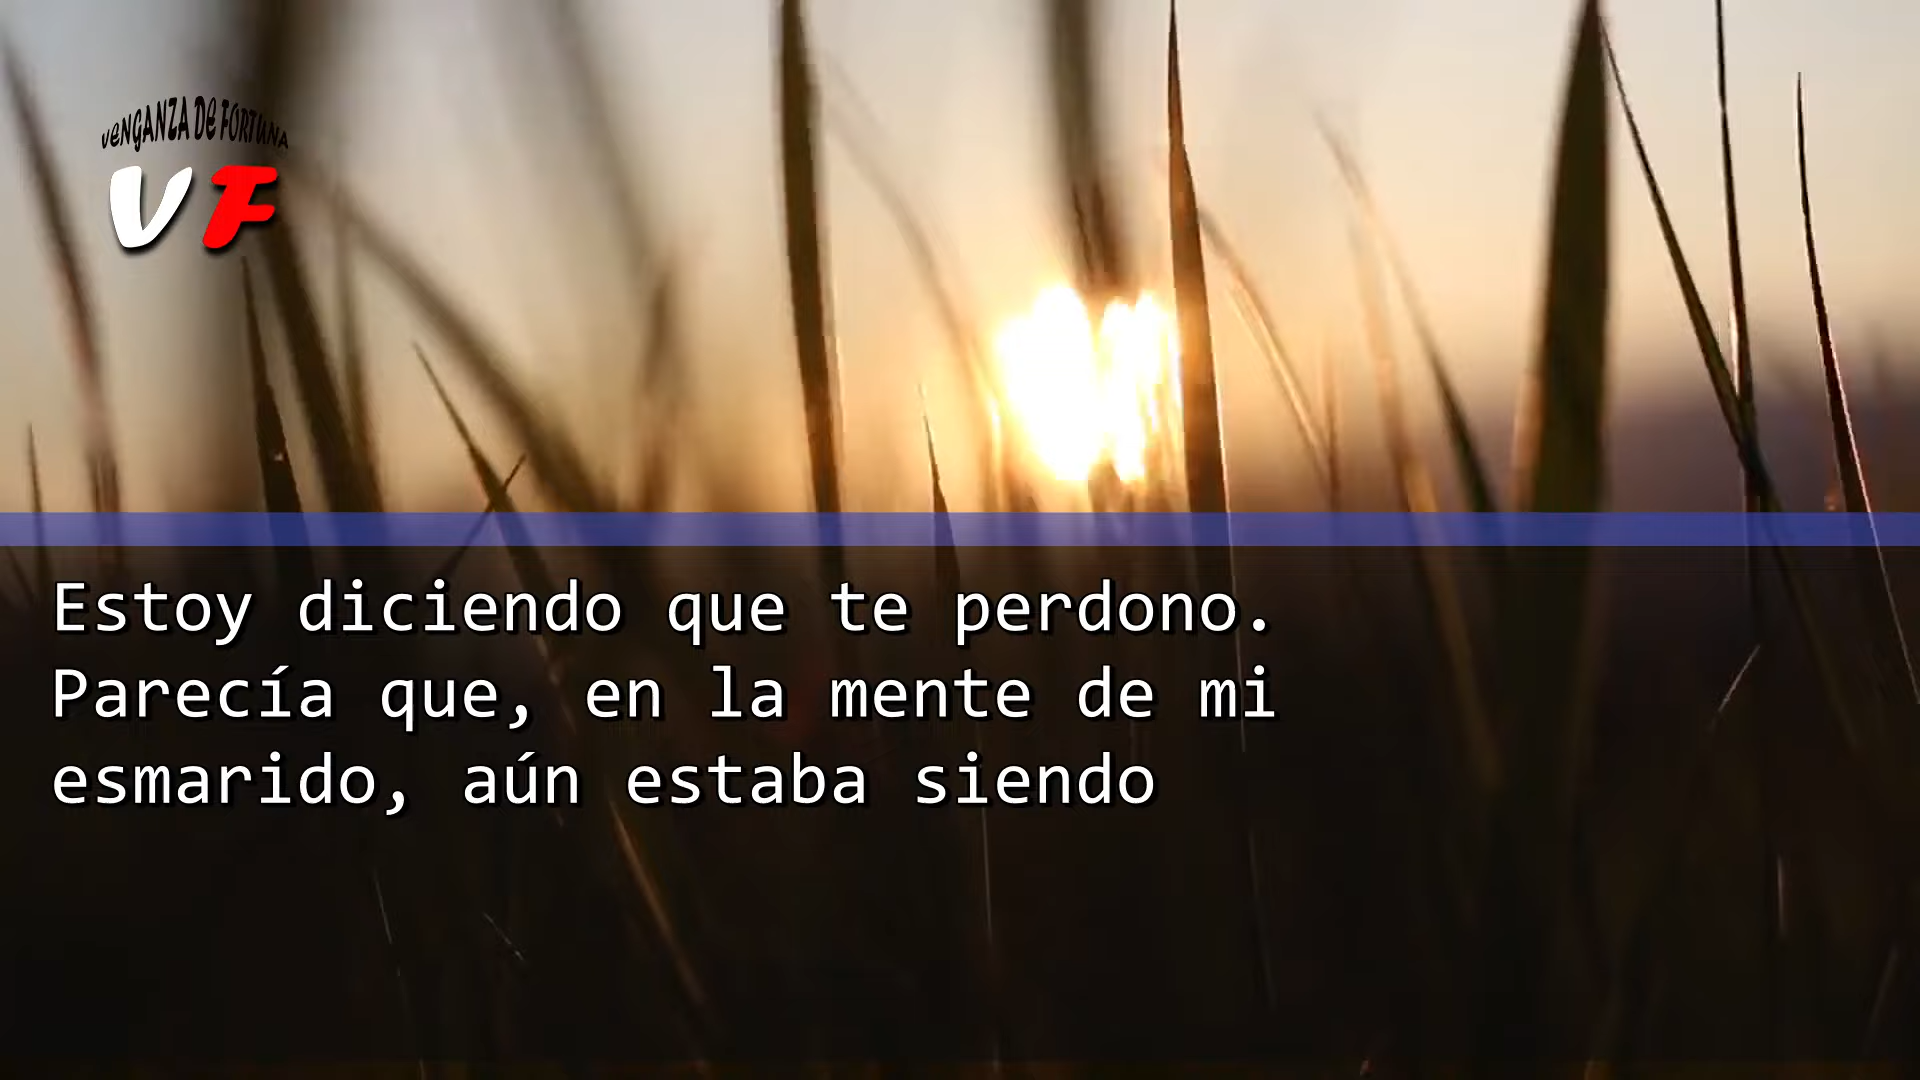 VENGANZA DE FORTUNA
VF
Estoy diciendo que te perdono.
Parecía que, en la mente de mi
esmarido, aún estaba siendo